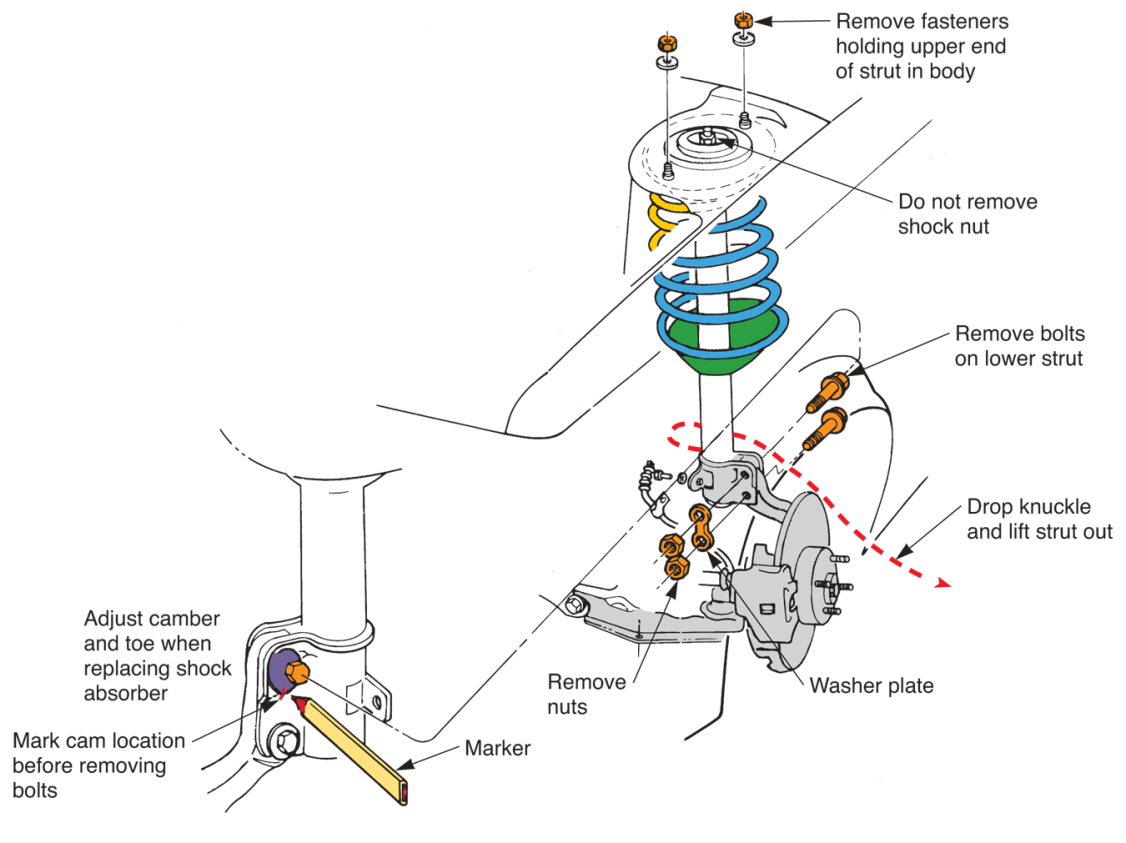 Remove fasteners
holding upper end
of strut in body
Do not remove
shock nut
Remove bolts
on lower strut
Drop knuckle
and lift strut out
Adjust camber
and toe when
replacing shock
absorber
Remove
nuts
Washer plate
Mark cam location
before removing
bolts
Marker